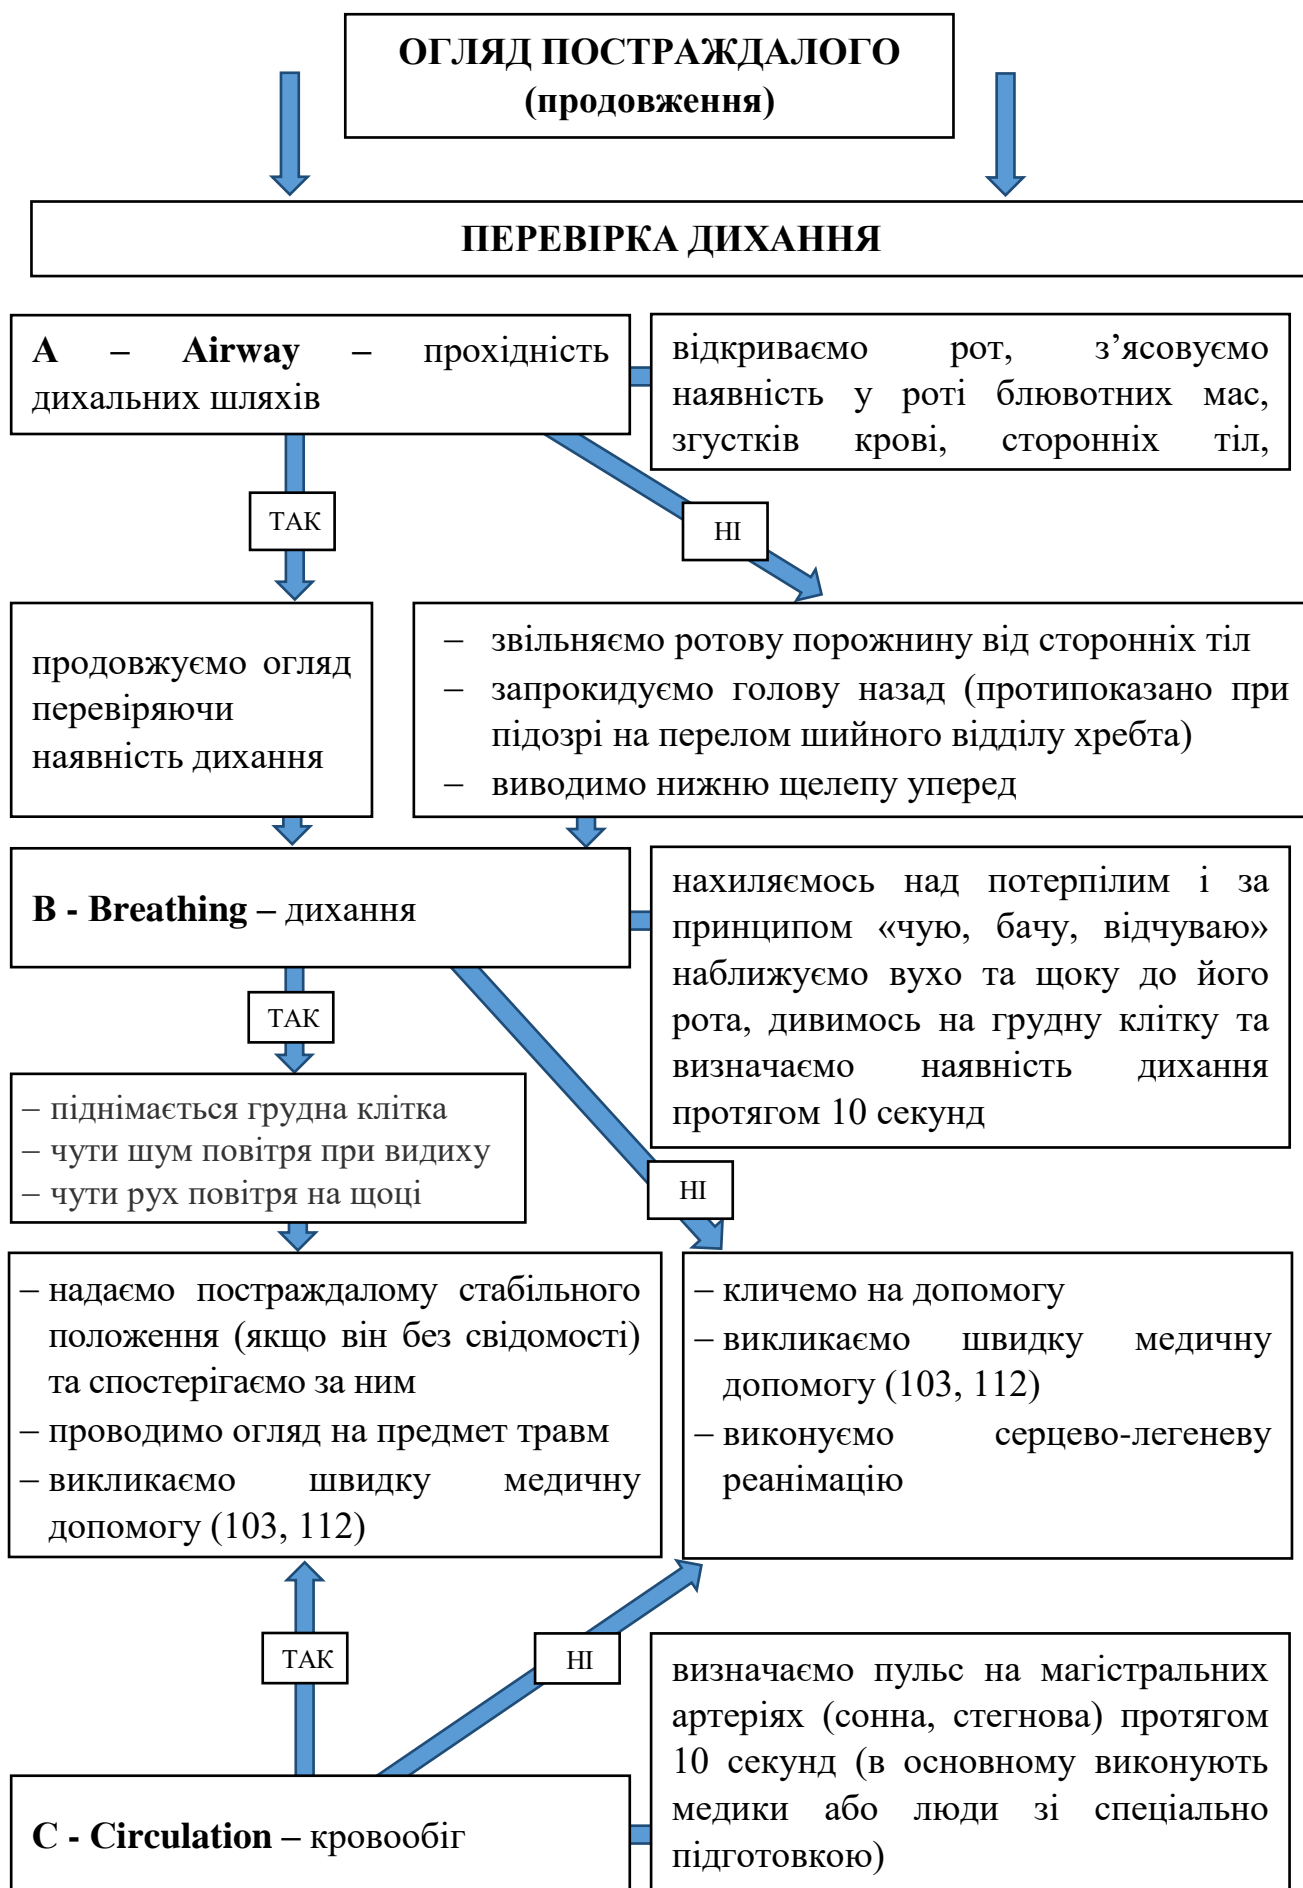 ОГЛЯД ПОСТРАЖДАЛОГО
(продовження)
ПЕРЕВІРКА ДИХАННЯ
A – Airway – прохідність
дихальних шляхів
відкриваємо рот, з’ясовуємо
наявність у роті блювотних мас,
згустків крові, сторонніх тіл,
ТАК
НІ
продовжуємо огляд
перевіряючи
наявність дихання
– звільняємо ротову порожнину від сторонніх тіл
– запрокидуємо голову назад (протипоказано при
підозрі на перелом шийного відділу хребта)
– виводимо нижню щелепу уперед
B - Breathing – дихання
нахиляємось над потерпілим і за
принципом «чую, бачу, відчуваю»
наближуємо вухо та щоку до його
рота, дивимось на грудну клітку та
визначаємо наявність дихання
протягом 10 секунд
ТАК
– піднімається грудна клітка
– чути шум повітря при видиху
– чути рух повітря на щоці
НІ
– надаємо постраждалому стабільного
положення (якщо він без свідомості)
та спостерігаємо за ним
– проводимо огляд на предмет травм
– викликаємо швидку медичну
допомогу (103, 112)
– кличемо на допомогу
– викликаємо швидку медичну
допомогу (103, 112)
– виконуємо серцево-легеневу
реанімацію
ТАК
НІ
C - Circulation – кровообіг
визначаємо пульс на магістральних
артеріях (сонна, стегнова) протягом
10 секунд (в основному виконують
медики або люди зі спеціально
підготовкою)